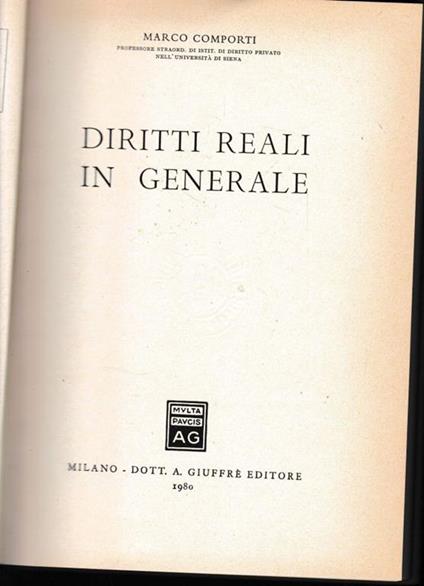 MARCO COMPORTI
PROFESSORE STRAORD. DI ISTIT. DI DIRITTO PRIVATO
NELL'UNIVERSITÀ DI SIENA
DIRITTI REALI
IN GENERALE
MVLTA
PAVCIS
AG
MILANO - DOTT. A. GIUFFRÈ EDITORE
1980